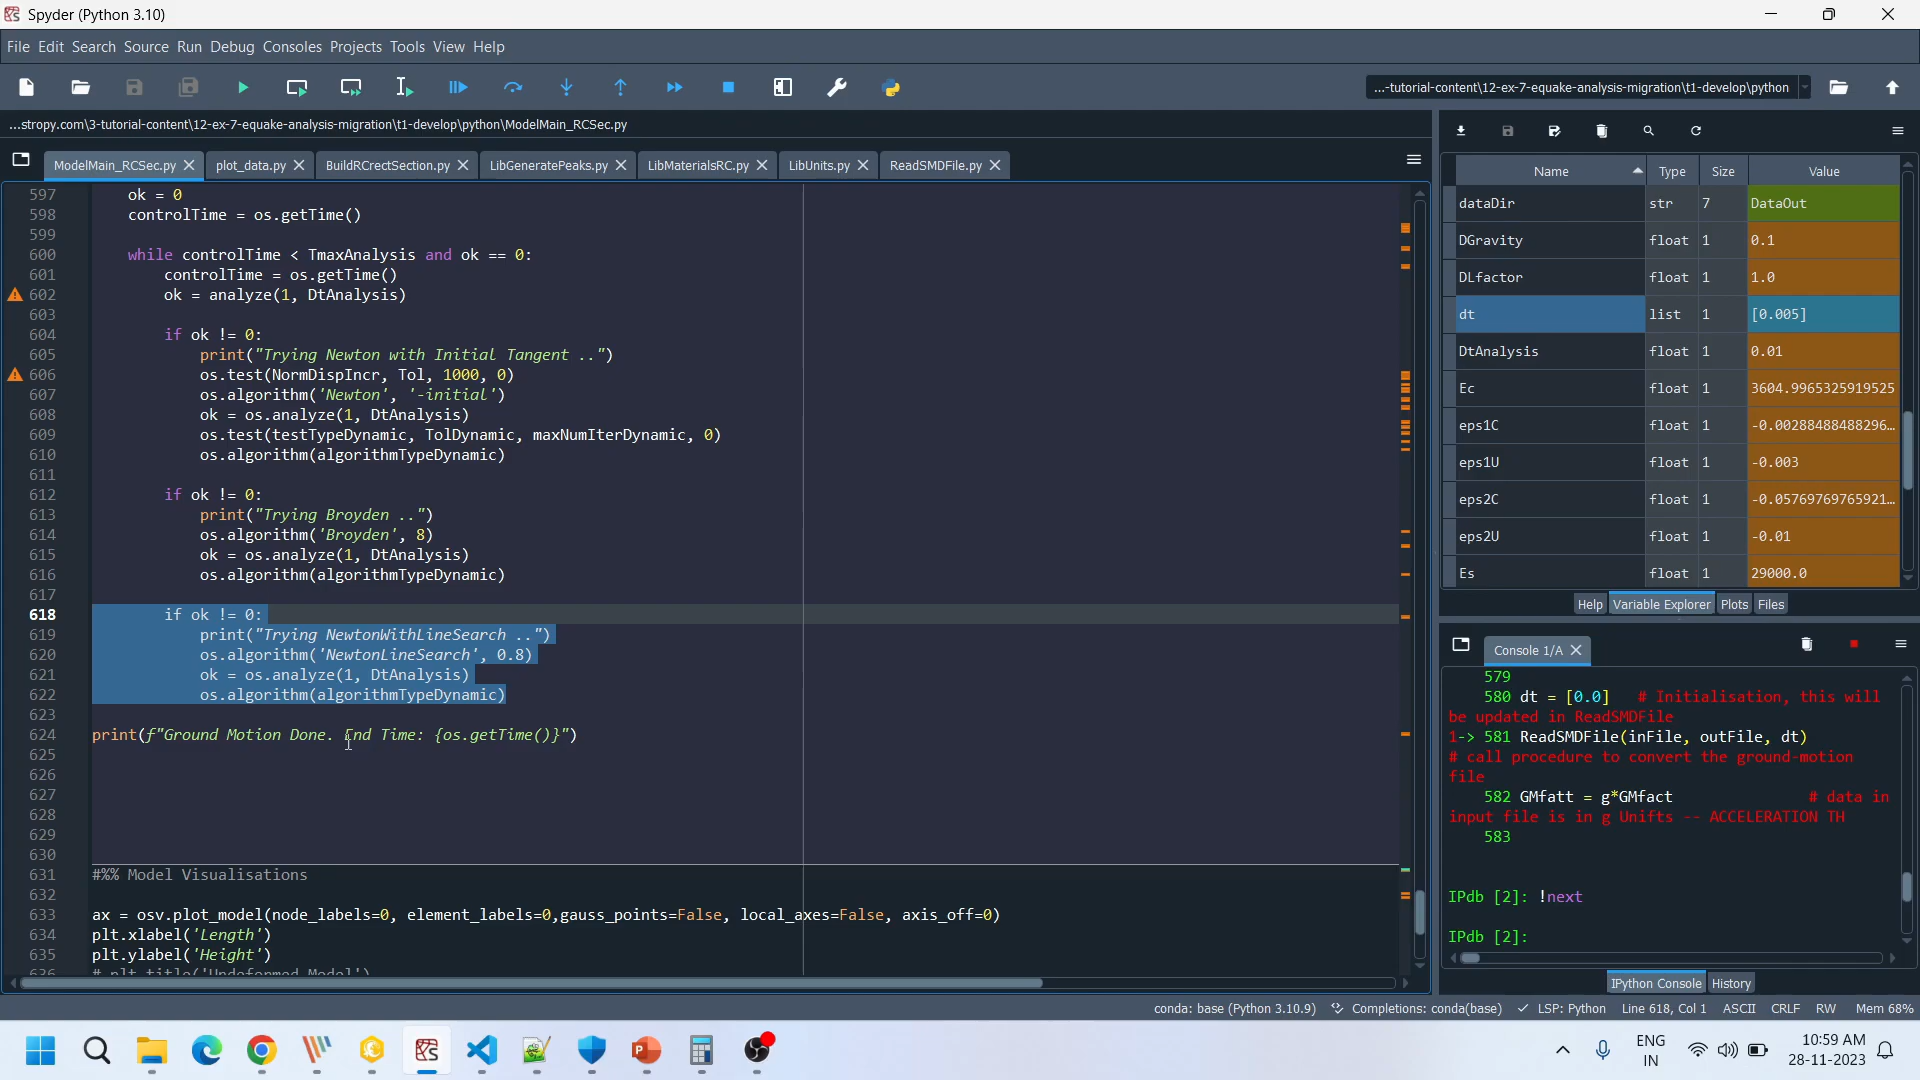 Spyder (Python 3.10)
File Edit Search Source Run Debug Consoles Projects Tools View Help
...-tutorial-content\12-ex-7-equake-analysis-migration\t1-develop\python
...stropy.com\3-tutorial-content\12-ex-7-equake-analysis-migration\t1-develop\python\ModelMain_RCSec.py
ModelMain_RCSec.py plot_data.py BuildRCrectSection.py LibGeneratePeaks.py LibMaterialsRC.py LibUnits.py ReadSMDFile.py
597 ok = 0
598 controlTime = os.getTime()
599
600 while controlTime < TmaxAnalysis and ok == 0:
601 controlTime = os.getTime()
602 ok = analyze(1, DtAnalysis)
603
604 if ok != 0:
605 print("Trying Newton with Initial Tangent ..")
606 os.test(NormDispIncr, Tol, 1000, 0)
607 os.algorithm('Newton', '-initial')
608 ok = os.analyze(1, DtAnalysis)
609 os.test(testTypeDynamic, TolDynamic, maxNumIterDynamic, 0)
610 os.algorithm(algorithmTypeDynamic)
611
612 if ok != 0:
613 print("Trying Broyden ..")
614 os.algorithm('Broyden', 8)
615 ok = os.analyze(1, DtAnalysis)
616 os.algorithm(algorithmTypeDynamic)
617
618 if ok != 0:
619 print("Trying NewtonWithLineSearch ..")
620 os.algorithm('NewtonLineSearch', 0.8)
621 ok = os.analyze(1, DtAnalysis)
622 os.algorithm(algorithmTypeDynamic)
623
624 print(f"Ground Motion Done. End Time: {os.getTime()}")
625
626
627
628
629
630
631 #%% Model Visualisations
632
633 ax = osv.plot_model(node_labels=0, element_labels=0,gauss_points=False, local_axes=False, axis_off=0)
634 plt.xlabel('Length')
635 plt.ylabel('Height')
636 # plt.title('Undeformed Model')
Name Type Size Value
dataDir str 7 DataOut
DGravity float 1 0.1
DLfactor float 1 1.0
dt list 1 [0.005]
DtAnalysis float 1 0.01
Ec float 1 3604.9965325919525
eps1C float 1 -0.00288488488296...
eps1U float 1 -0.003
eps2C float 1 -0.05769769765921...
eps2U float 1 -0.01
Es float 1 29000.0
Help Variable Explorer Plots Files
Console 1/A
579
580 dt = [0.0] # Initialisation, this will
be updated in ReadSMDFile
1-> 581 ReadSMDFile(inFile, outFile, dt)
# call procedure to convert the ground-motion
file
582 GMfatt = g*GMfact # data in
input file is in g Unifts -- ACCELERATION TH
583
IPdb [2]: !next
IPdb [2]:
IPython Console History
conda: base (Python 3.10.9) Completions: conda(base) LSP: Python Line 618, Col 1 ASCII CRLF RW Mem 68%
ENG
IN
10:59 AM
28-11-2023